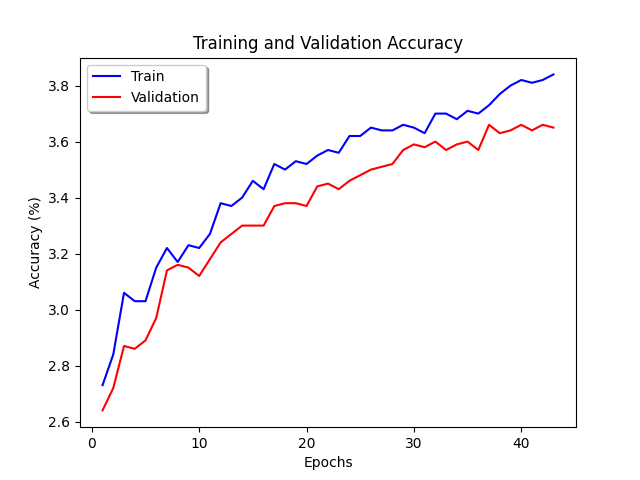 Training and Validation Accuracy
Train
Validation
Accuracy (%)
3.8
3.6
3.4
3.2
3.0
2.8
2.6
0 10 20 30 40
Epochs